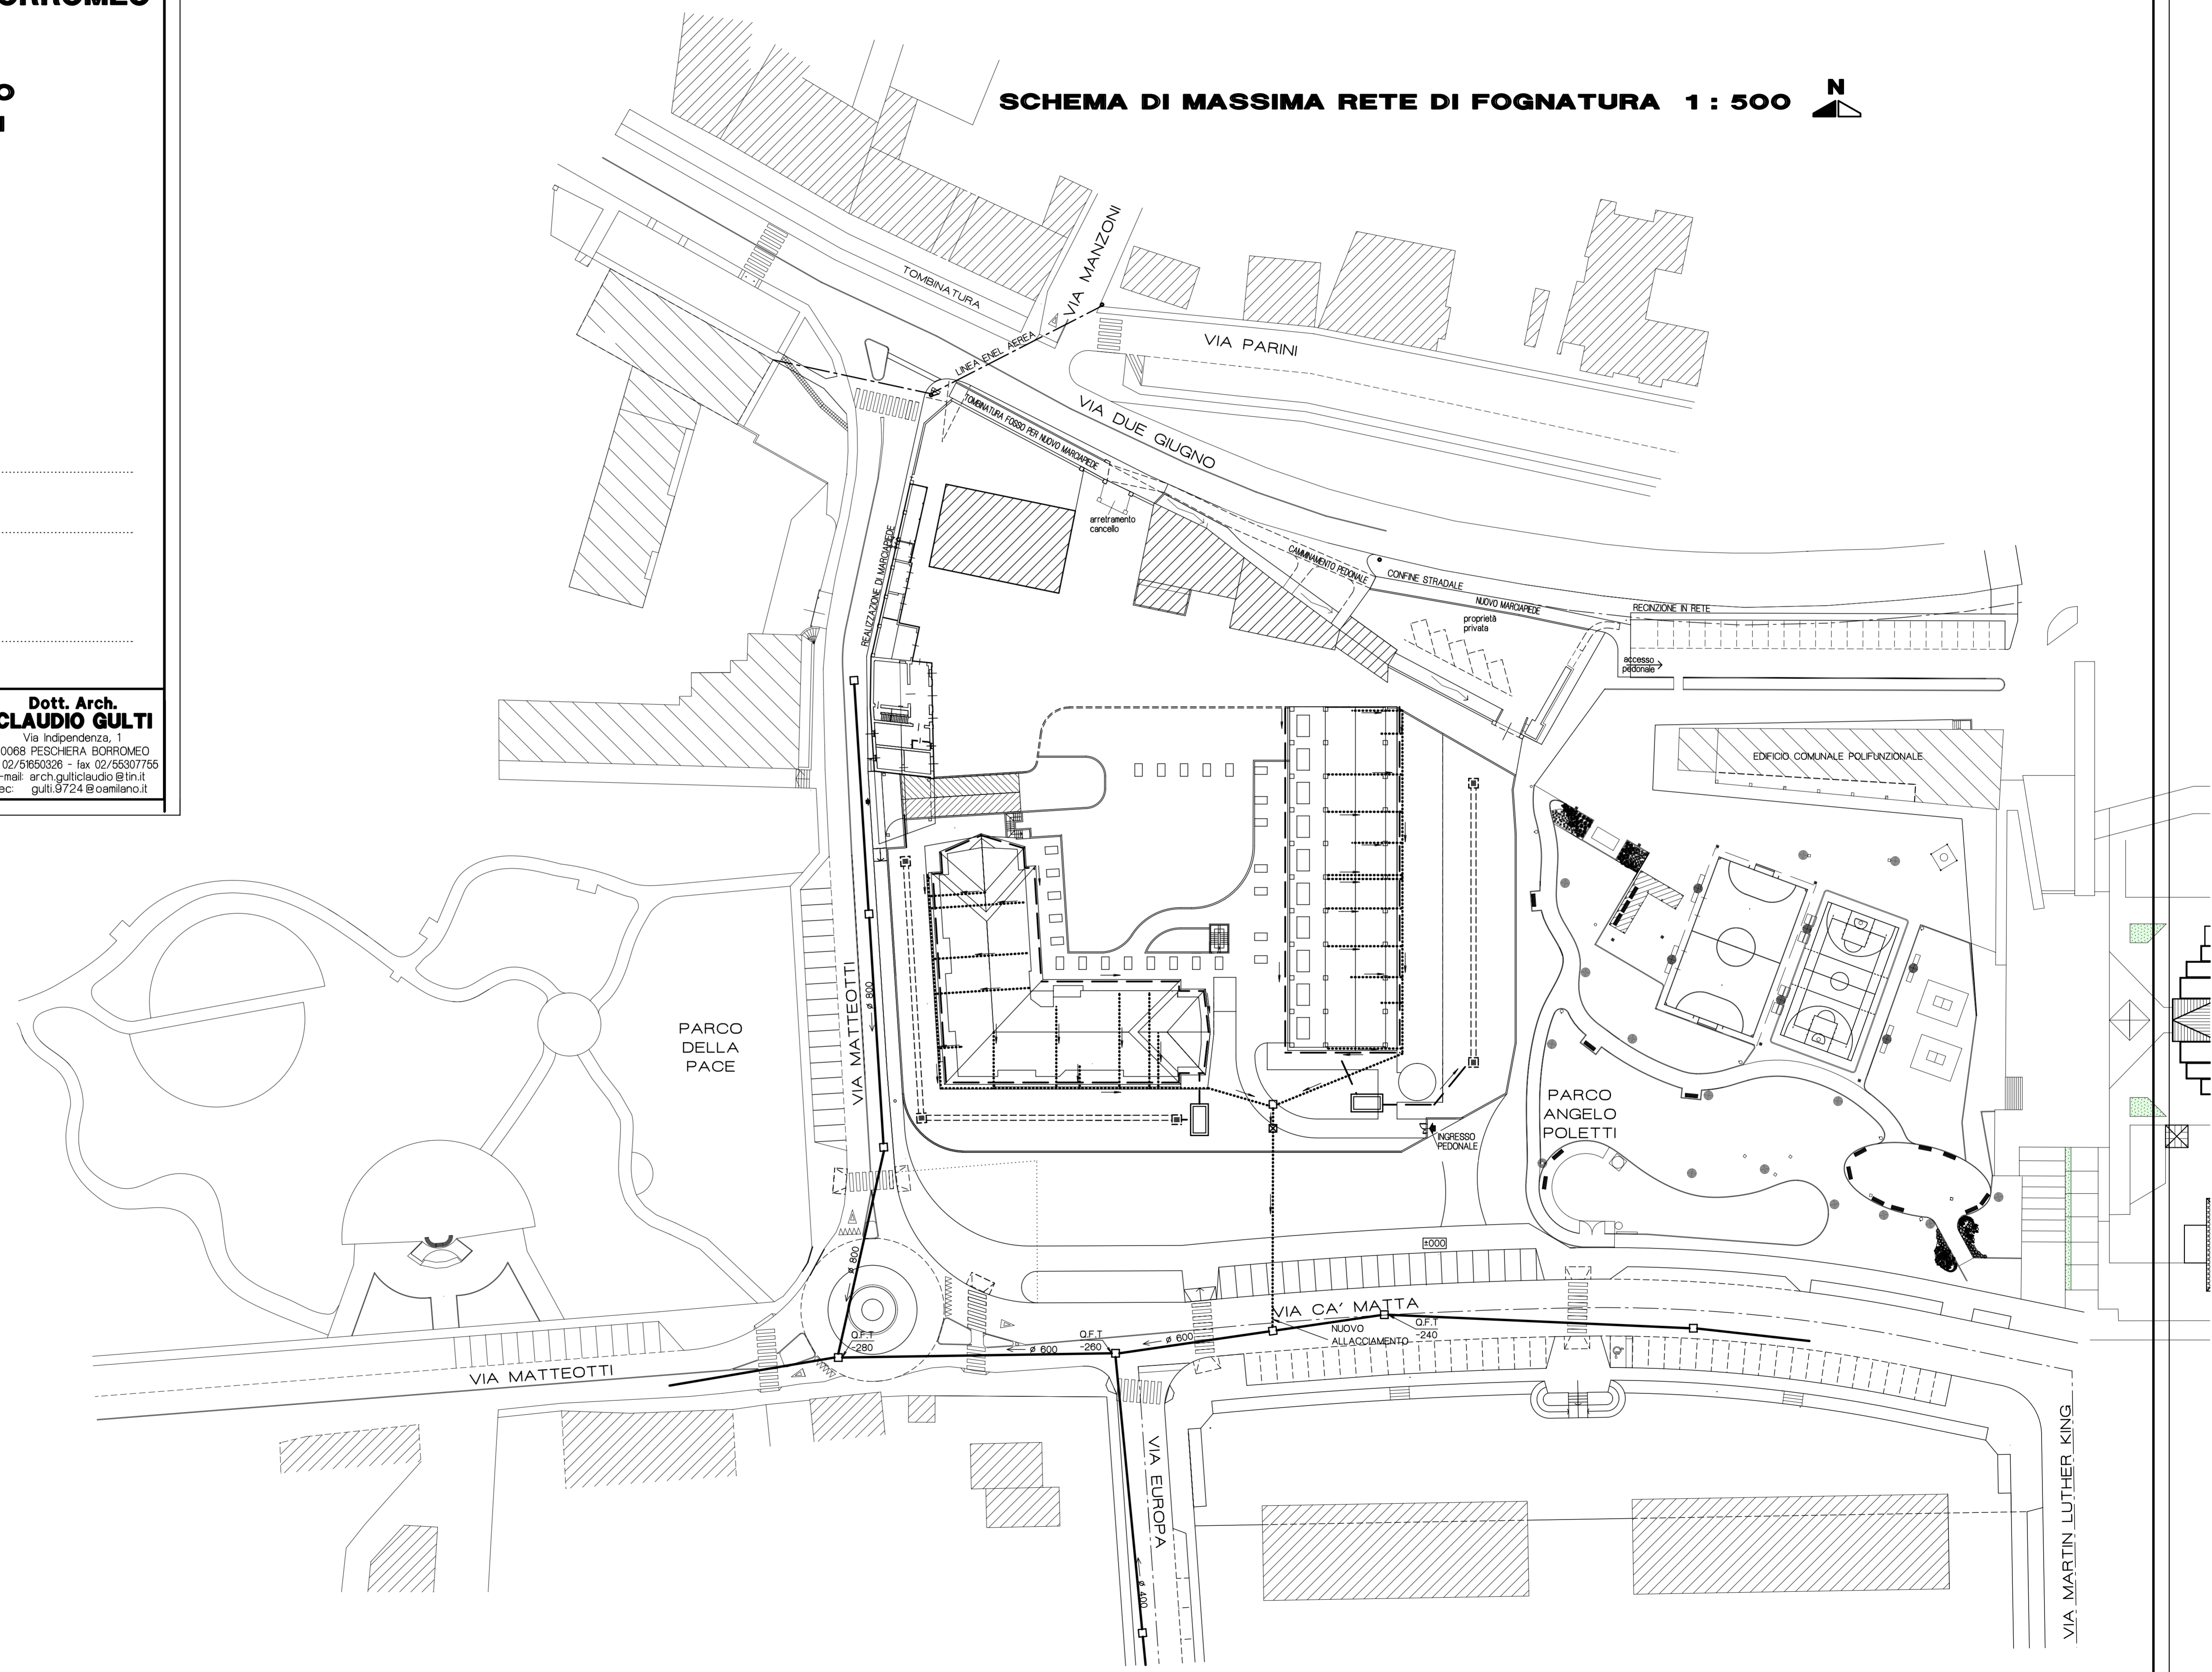 SCHEMA DI MASSIMA RETE DI FOGNATURA 1 : 500
N
Dott. Arch.
CLAUDIO GULTI
Via Indipendenza, 1
0068 PESCHIERA BORROMEO
02/51650326 - fax 02/55307755
-mail: arch.gulticlaudio@tin.it
ec: gulti.9724@oamilano.it
TOMBINATURA
VIA MANZONI
LINEA ENEL AEREA
VIA PARINI
VIA DUE GIUGNO
TOMBINATURA FOSSO PER NUOVO MARCIAPIEDE
arretramento
cancello
REALIZZAZIONE DI MARCIAPIEDE
CAMMINAMENTO PEDONALE
CONFINE STRADALE
NUOVO MARCIAPIEDE
proprietà
privata
RECINZIONE IN RETE
accesso
pedonale
EDIFICIO COMUNALE POLIFUNZIONALE
PARCO
DELLA
PACE
VIA MATTEOTTI
ø 800
PARCO
ANGELO
POLETTI
INGRESSO
PEDONALE
±000
ø 800
VIA CA' MATTA
Q.F.T
-280
ø 600
Q.F.T
-260
ø 600
NUOVO
ALLACCIAMENTO
Q.F.T
-240
VIA MATTEOTTI
VIA EUROPA
ø 400
VIA MARTIN LUTHER KING